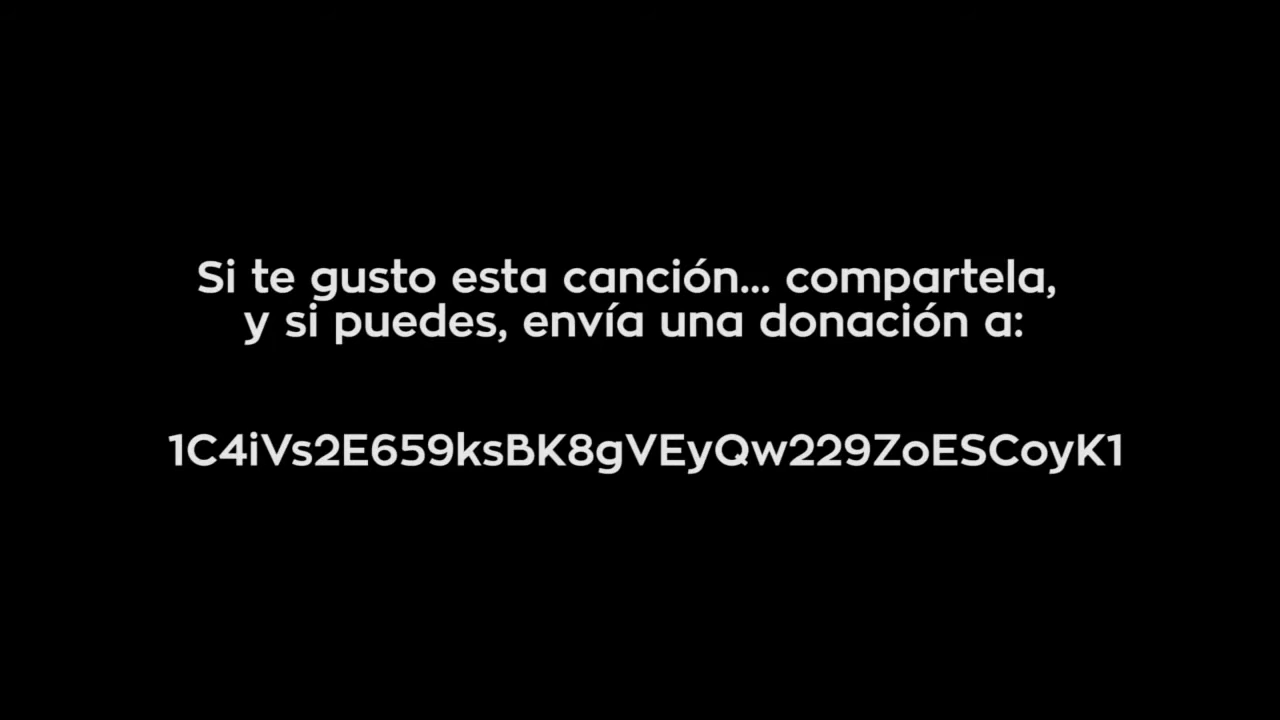 Si te gusto esta canción... compartela,
y si puedes, envía una donación a:
1C4iVs2E659ksBK8gVEyQw229ZoESCoyK1